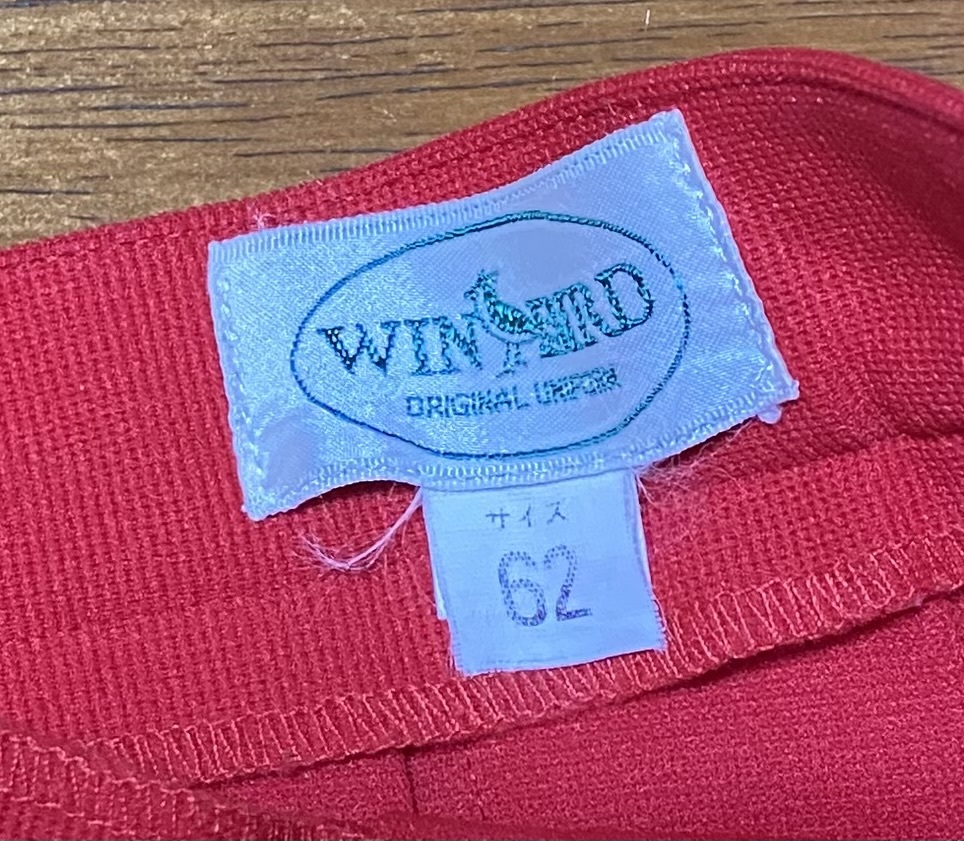 WINBIRD
ORIGINAL UNIFORM
サイズ
62